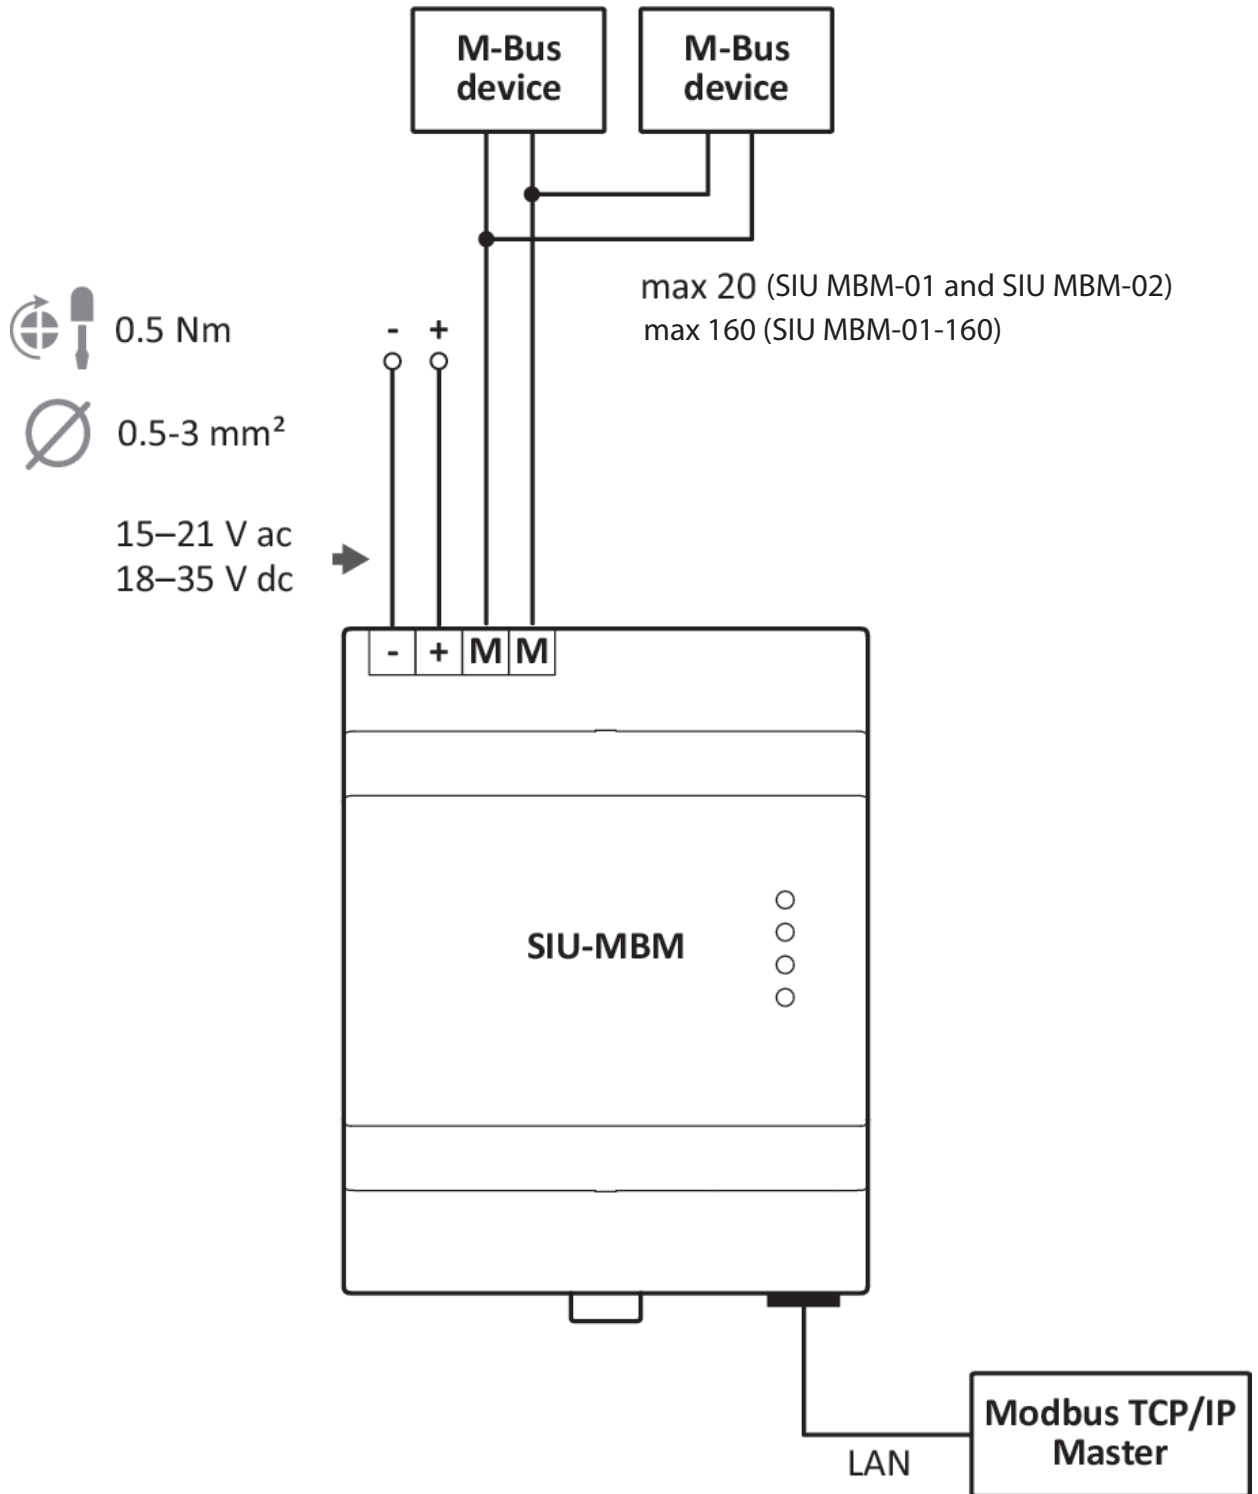 M-Bus
device
M-Bus
device
max 20 (SIU MBM-01 and SIU MBM-02)
max 160 (SIU MBM-01-160)
0.5 Nm
- +
0.5-3 mm²
15–21 V ac
18–35 V dc
- + M M
SIU-MBM
Modbus TCP/IP
Master
LAN